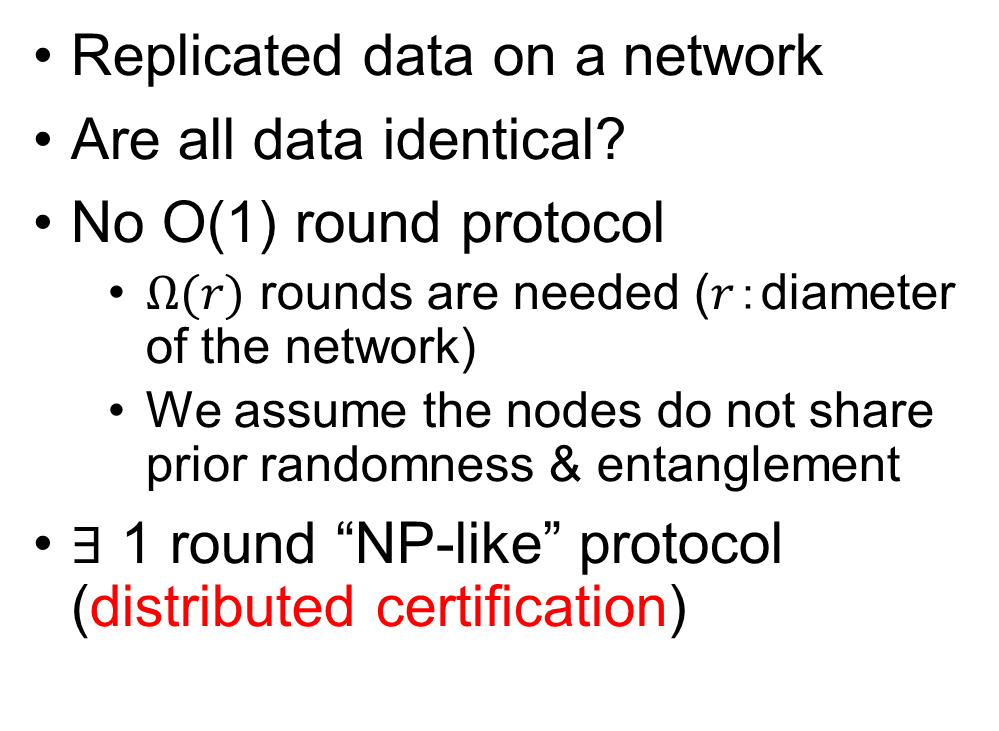 • Replicated data on a network
• Are all data identical?
• No O(1) round protocol
• Ω(𝑟) rounds are needed (𝑟 : diameter
of the network)
• We assume the nodes do not share
prior randomness & entanglement
• ∃ 1 round “NP-like” protocol
(distributed certification)